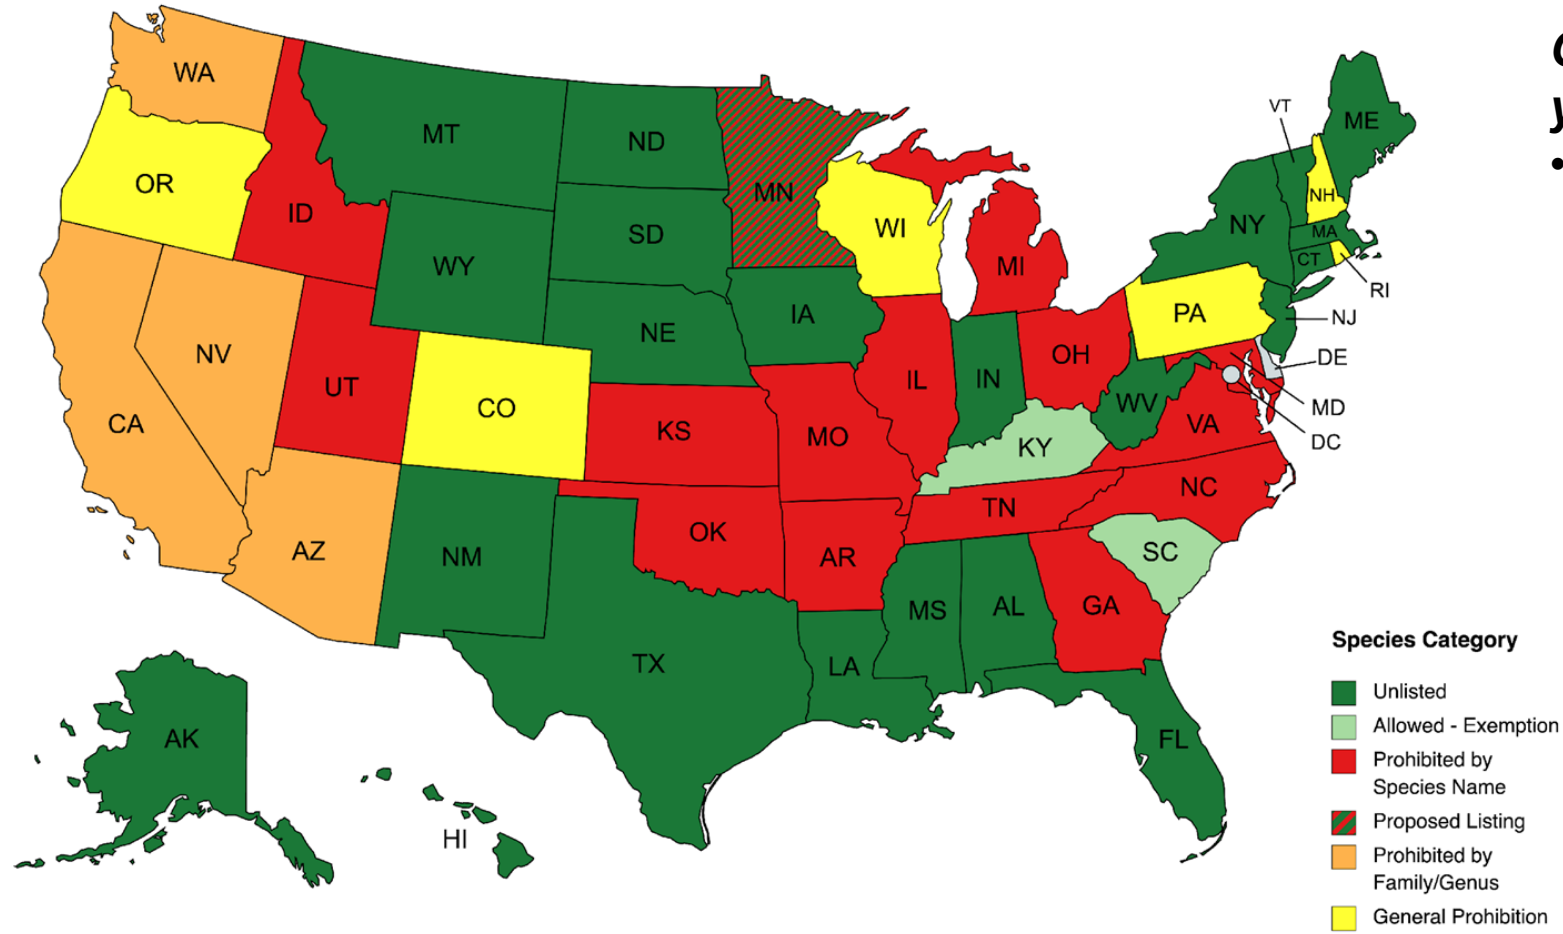 WA
MT
ND
OR
ID
MN
WY
SD
WI
MI
NY
VT
ME
NH
MA
CT
RI
NJ
PA
DE
MD
DC
NV
UT
CA
CO
NE
IA
IL
IN
OH
WV
VA
KS
MO
KY
NC
TN
AZ
NM
OK
AR
SC
MS
AL
GA
TX
LA
FL
AK
HI
Species Category
Unlisted
Allowed - Exemption
Prohibited by
Species Name
Proposed Listing
Prohibited by
Family/Genus
General Prohibition